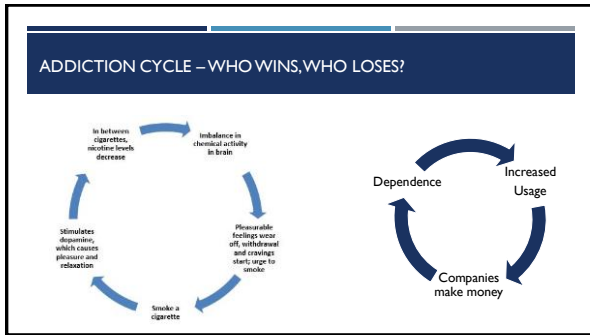 ADDICTION CYCLE – WHO WINS, WHO LOSES?
In between
cigarettes,
nicotine levels
decrease
Imbalance in
chemical activity
in brain
Pleasurable
feelings wear
off, withdrawal
and cravings
start; urge to
smoke
Smoke a
cigarette
Stimulates
dopamine,
which causes
pleasure and
relaxation
Dependence
Increased
Usage
Companies
make money